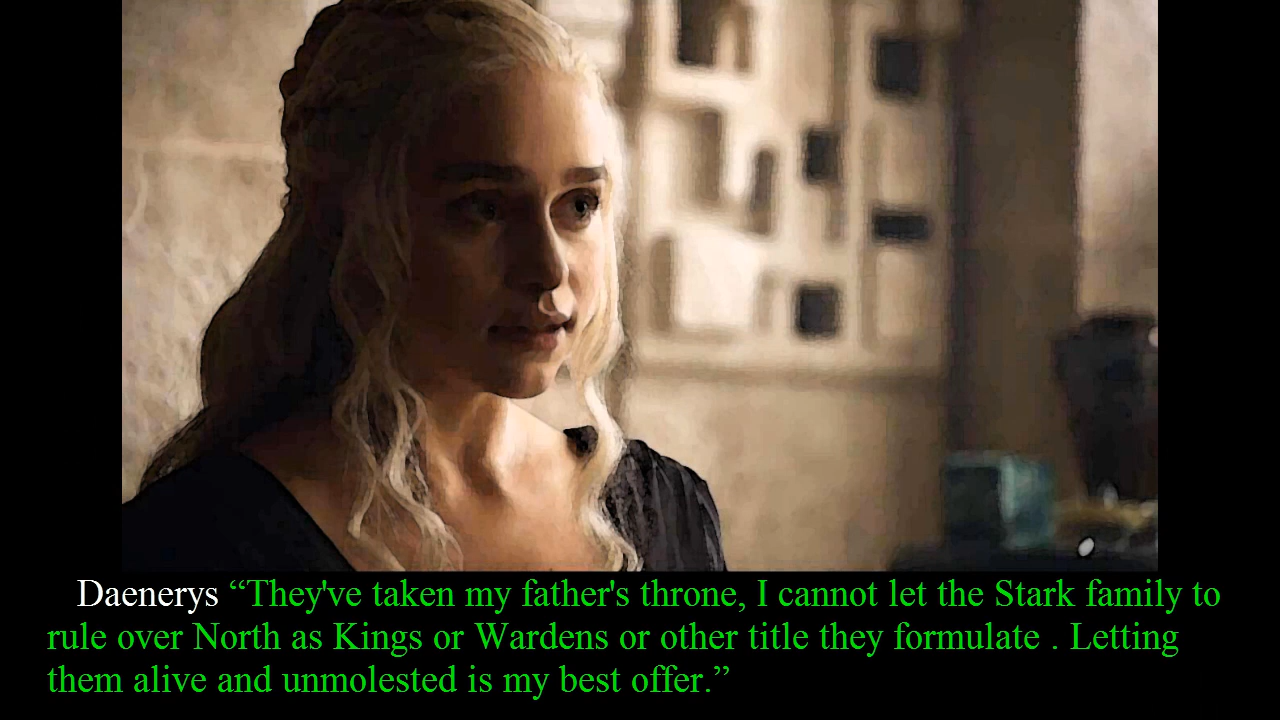 Daenerys “They've taken my father's throne, I cannot let the Stark family to
rule over North as Kings or Wardens or other title they formulate . Letting
them alive and unmolested is my best offer.”